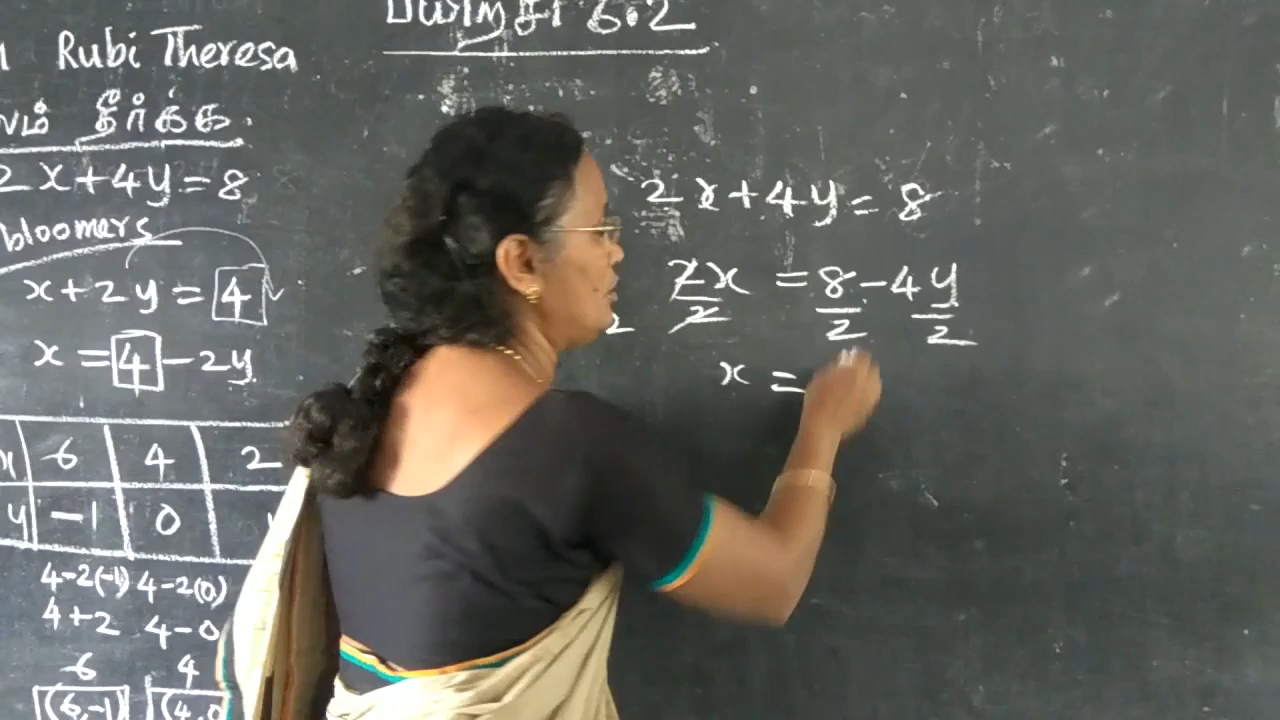 பயிற்சி 6.2
Rubi Theresa
தீர்க்க.
2x+4y=8
bloomers
x+2y=4
x=4-2y
x 6 4 2
y -1 0
4-2(-1) 4-2(0)
4+2 4-0
6 4
(6,-1) (4,0
2x+4y=8
2x/2 = 8/2 - 4y/2
x =